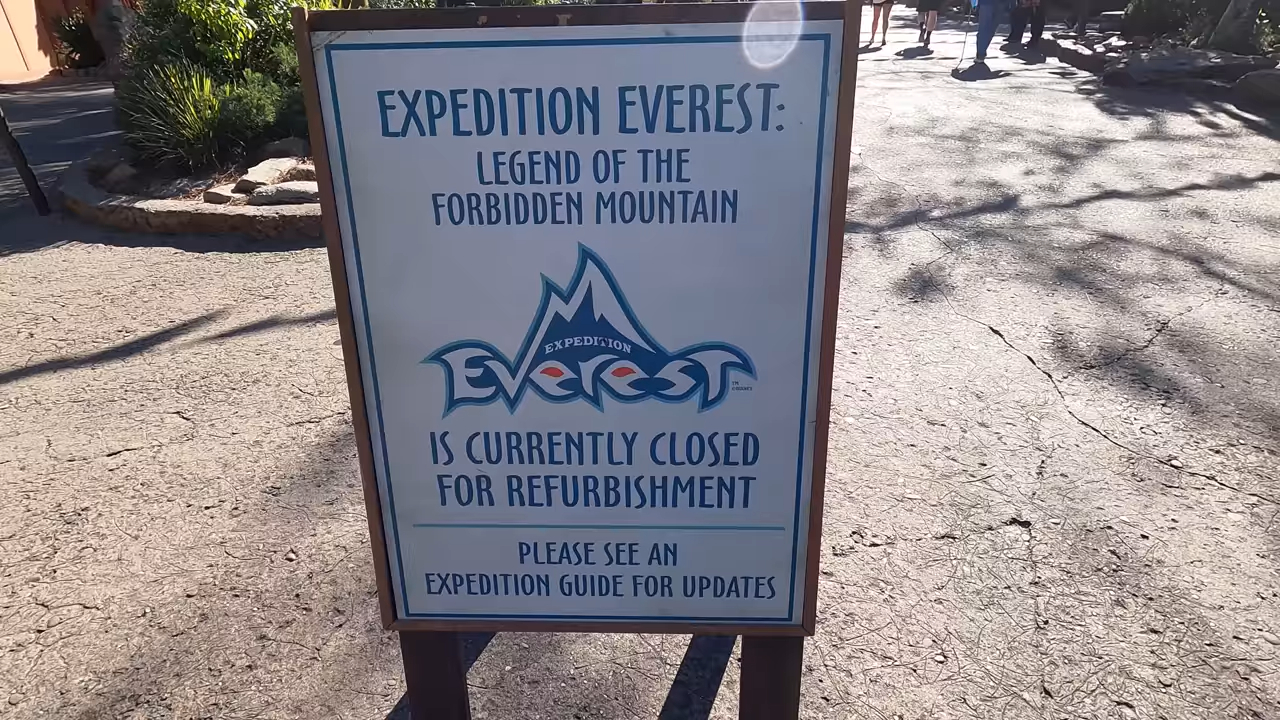 EXPEDITION EVEREST:
LEGEND OF THE
FORBIDDEN MOUNTAIN
EXPEDITION
EVEREST
IS CURRENTLY CLOSED
FOR REFURBISHMENT
PLEASE SEE AN
EXPEDITION GUIDE FOR UPDATES